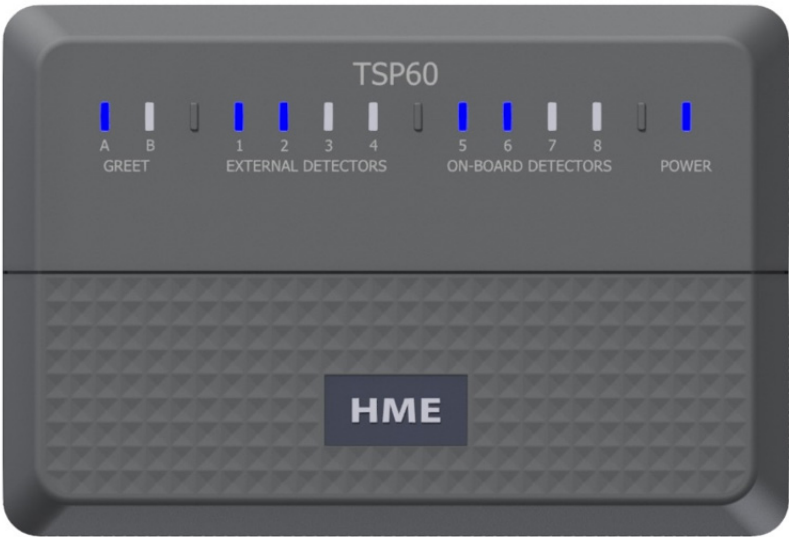 TSP60
A B 1 2 3 4 5 6 7 8
GREET EXTERNAL DETECTORS ON-BOARD DETECTORS POWER
HME